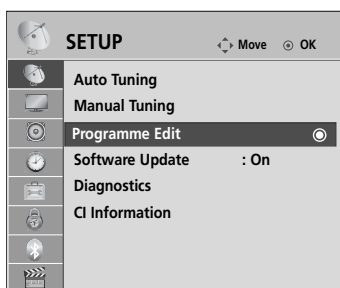 SETUP Move OK
Auto Tuning
Manual Tuning
Programme Edit
Software Update : On
Diagnostics
CI Information